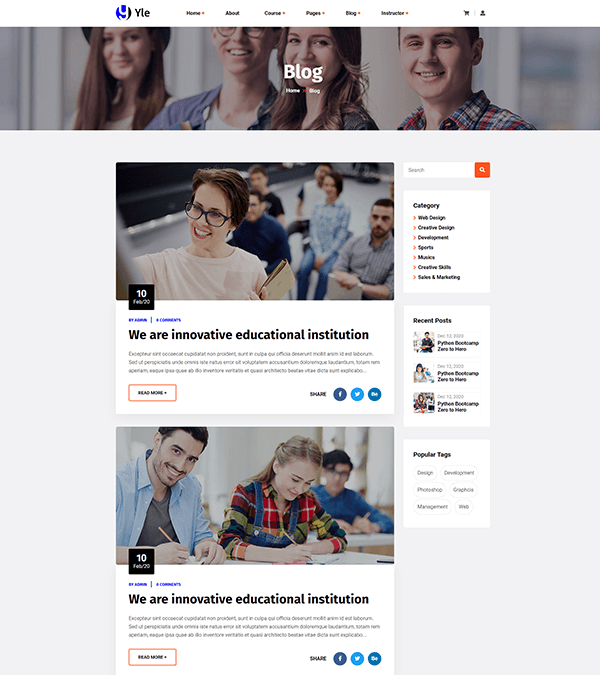 Yle
Home
About
Course
Pages
Blog
Instructor
Blog
Home Blog
10
Feb/20
BY ADMIN | 0 COMMENTS
We are innovative educational institution
Excepteur sint occaecat cupidatat non proident, sunt in culpa qui officia deserunt mollit anim id est laborum.
Sed ut perspiciatis unde omnis iste natus error sit voluptatem accusantium doloremque laudantium, totam rem
aperiam, eaque ipsa quae ab illo inventore veritatis et quasi architecto beatae vitae dicta sunt explicabo...
READ MORE +
SHARE
f
Bē
10
Feb/20
BY ADMIN | 0 COMMENTS
We are innovative educational institution
Excepteur sint occaecat cupidatat non proident, sunt in culpa qui officia deserunt mollit anim id est laborum.
Sed ut perspiciatis unde omnis iste natus error sit voluptatem accusantium doloremque laudantium, totam rem
aperiam, eaque ipsa quae ab illo inventore veritatis et quasi architecto beatae vitae dicta sunt explicabo...
READ MORE +
SHARE
f
Bē
Search
Category
Web Design
Creative Design
Development
Sports
Musics
Creative Skills
Sales & Marketing
Recent Posts
Dec 12, 2020
Python Bootcamp
Zero to Hero
Dec 12, 2020
Python Bootcamp
Zero to Hero
Dec 12, 2020
Python Bootcamp
Zero to Hero
Popular Tags
Design
Development
Photoshop
Graphcis
Management
Web